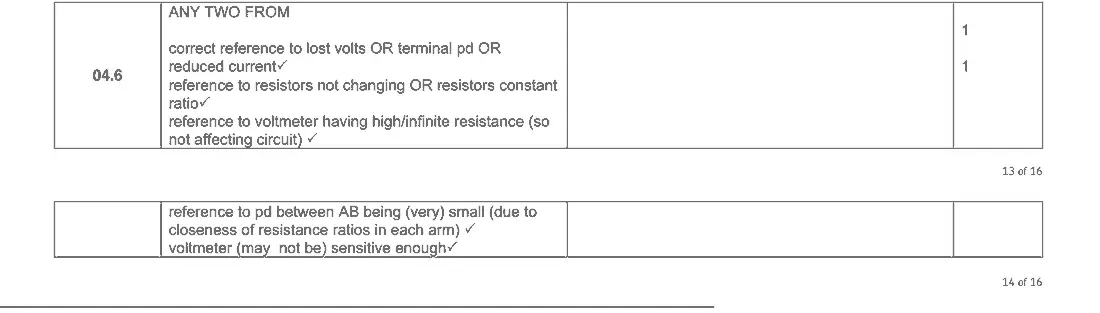 ANY TWO FROM
correct reference to lost volts OR terminal pd OR
reduced current✓
reference to resistors not changing OR resistors constant
ratio✓
reference to voltmeter having high/infinite resistance (so
not affecting circuit) ✓
04.6
1
1
13 of 16
reference to pd between AB being (very) small (due to
closeness of resistance ratios in each arm) ✓
voltmeter (may not be) sensitive enough✓
14 of 16